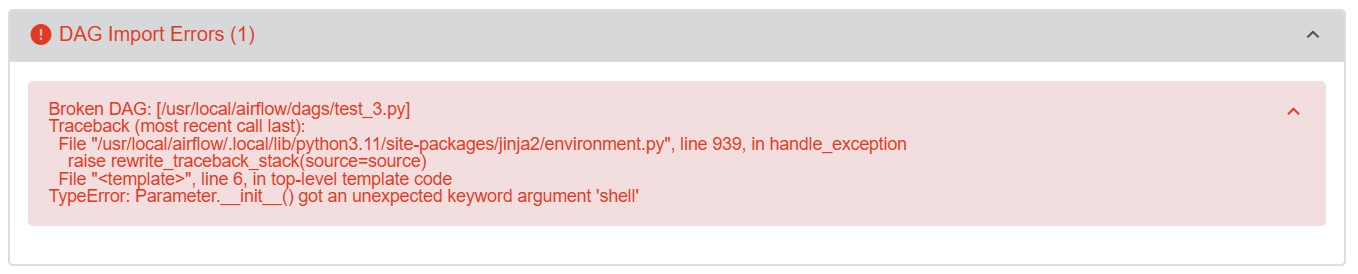 DAG Import Errors (1)
Broken DAG: [/usr/local/airflow/dags/test_3.py]
Traceback (most recent call last):
File "/usr/local/airflow/.local/lib/python3.11/site-packages/jinja2/environment.py", line 939, in handle_exception
raise rewrite_traceback_stack(source=source)
File "<template>", line 6, in top-level template code
TypeError: Parameter.__init__() got an unexpected keyword argument 'shell'